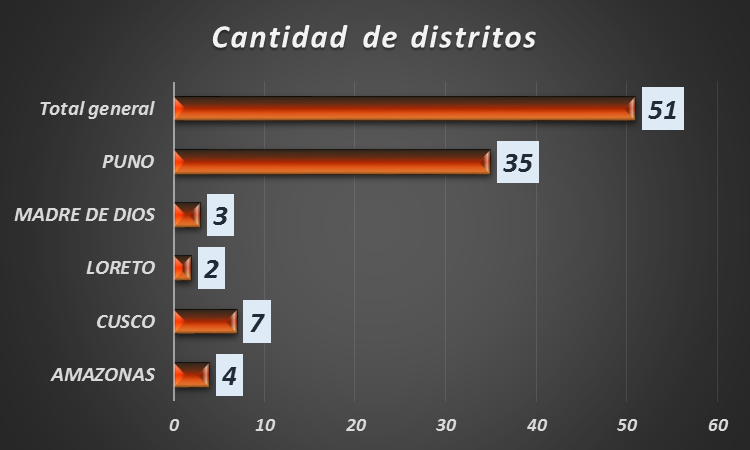 Cantidad de distritos
Total general 51
PUNO 35
MADRE DE DIOS 3
LORETO 2
CUSCO 7
AMAZONAS 4
0 10 20 30 40 50 60